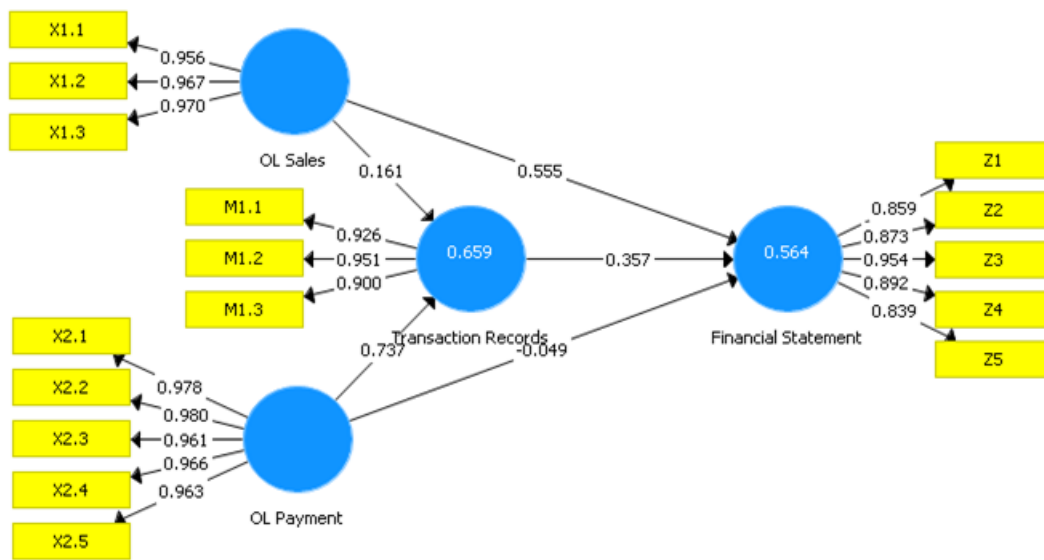 X1.1
X1.2
X1.3
0.956
0.967
0.970
OL Sales
0.161
0.555
M1.1
M1.2
M1.3
0.926
0.951
0.900
0.659
Transaction Records
0.357
0.737
-0.049
0.564
Financial Statement
0.859
0.873
0.954
0.892
0.839
Z1
Z2
Z3
Z4
Z5
X2.1
X2.2
X2.3
X2.4
X2.5
0.978
0.980
0.961
0.966
0.963
OL Payment